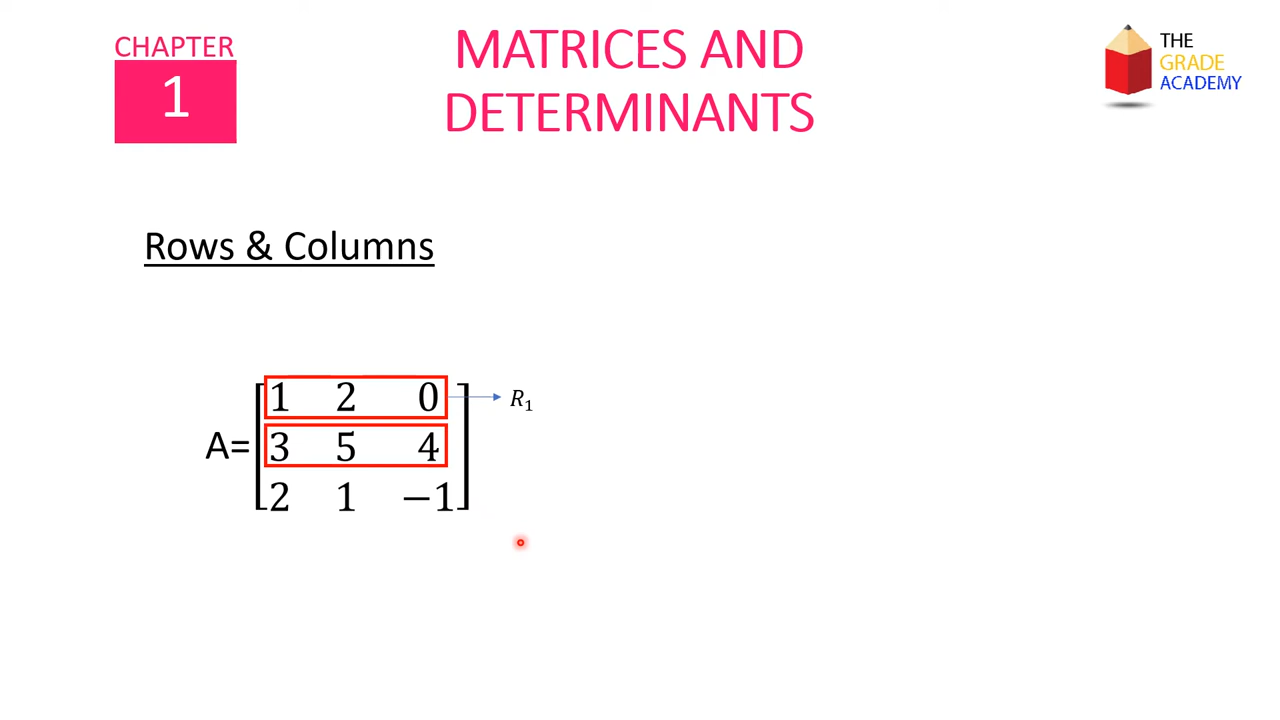 CHAPTER
1
MATRICES AND
DETERMINANTS
THE
GRADE
ACADEMY
Rows & Columns
A=
1 2 0
3 5 4
2 1 −1
R₁